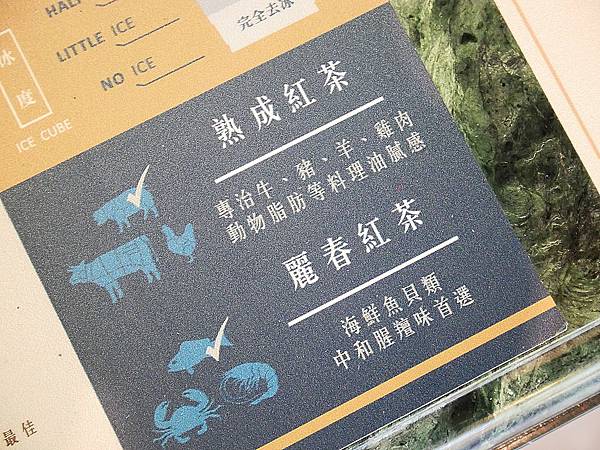 HALF ICE
LITTLE ICE
NO ICE
完全去冰
冰度
ICE CUBE
熟成紅茶
專治牛、豬、羊、雞肉
動物脂肪等料理油膩感
麗春紅茶
海鮮魚貝類
中和腥羶味首選
最佳